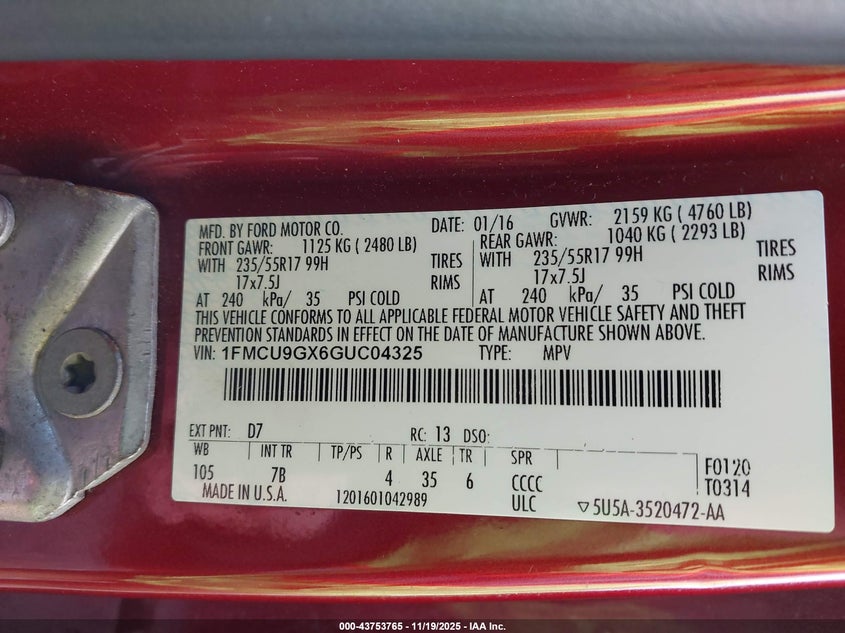 MFD. BY FORD MOTOR CO. DATE: 01/16 GVWR: 2159 KG ( 4760 LB)
FRONT GAWR: 1125 KG ( 2480 LB) REAR GAWR: 1040 KG ( 2293 LB)
WITH 235/55R17 99H TIRES WITH 235/55R17 99H TIRES
17x7.5J RIMS 17x7.5J RIMS
AT 240 kPa/ 35 PSI COLD AT 240 kPa/ 35 PSI COLD
THIS VEHICLE CONFORMS TO ALL APPLICABLE FEDERAL MOTOR VEHICLE SAFETY AND THEFT
PREVENTION STANDARDS IN EFFECT ON THE DATE OF MANUFACTURE SHOWN ABOVE.
VIN: 1FMCU9GX6GUC04325 TYPE: MPV
EXT PNT: D7 RC: 13 DSO:
WB INT TR TP/PS R AXLE TR SPR
105 7B 4 35 6 CCCC
F0120
T0314
MADE IN U.S.A. 1201601042989 ULC ▽5U5A-3520472-AA
000-43753765 - 11/19/2025 - IAA Inc.